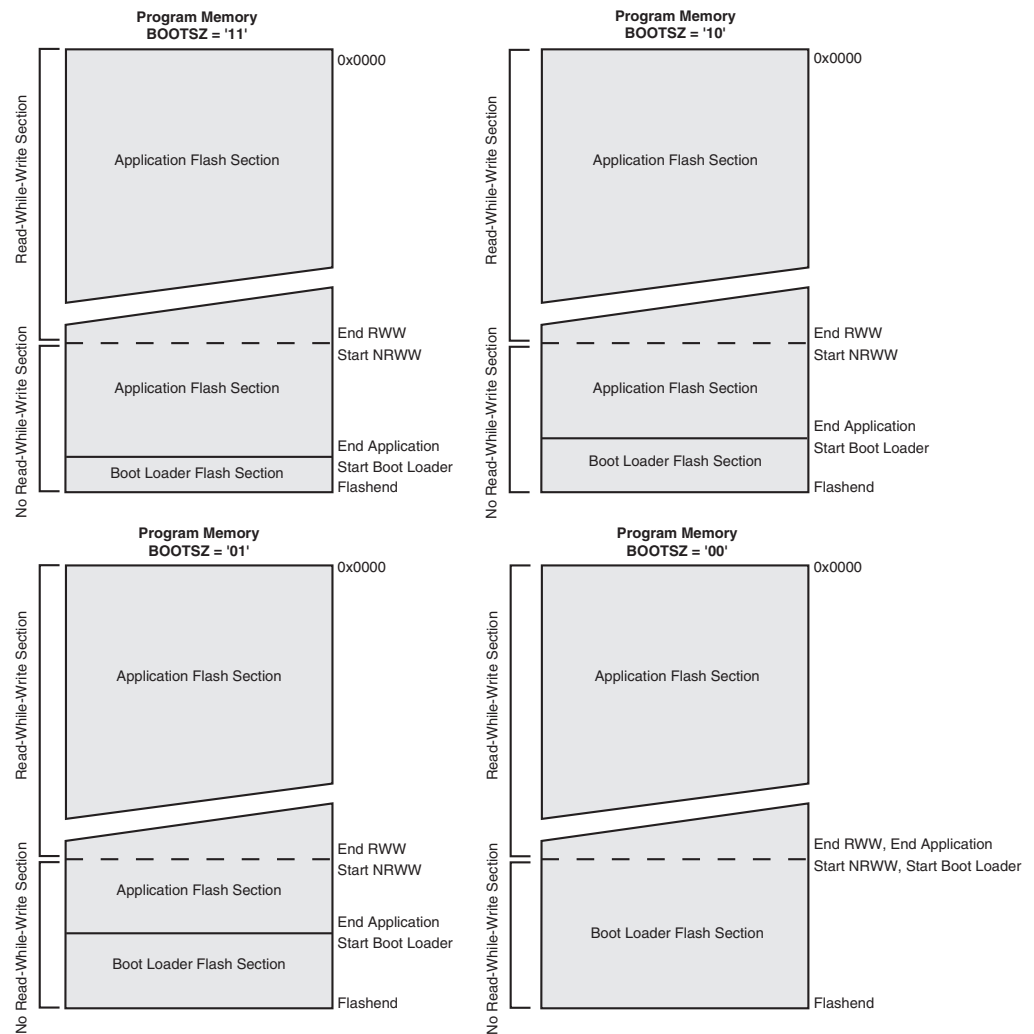 Program Memory
BOOTSZ = '11'
0x0000
Read-While-Write Section
Application Flash Section
End RWW
Start NRWW
No Read-While-Write Section
Application Flash Section
End Application
Start Boot Loader
Boot Loader Flash Section
Flashend
Program Memory
BOOTSZ = '10'
0x0000
Read-While-Write Section
Application Flash Section
End RWW
Start NRWW
No Read-While-Write Section
Application Flash Section
End Application
Start Boot Loader
Boot Loader Flash Section
Flashend
Program Memory
BOOTSZ = '01'
0x0000
Read-While-Write Section
Application Flash Section
End RWW
Start NRWW
No Read-While-Write Section
Application Flash Section
End Application
Start Boot Loader
Boot Loader Flash Section
Flashend
Program Memory
BOOTSZ = '00'
0x0000
Read-While-Write Section
Application Flash Section
End RWW, End Application
Start NRWW, Start Boot Loader
No Read-While-Write Section
Boot Loader Flash Section
Flashend